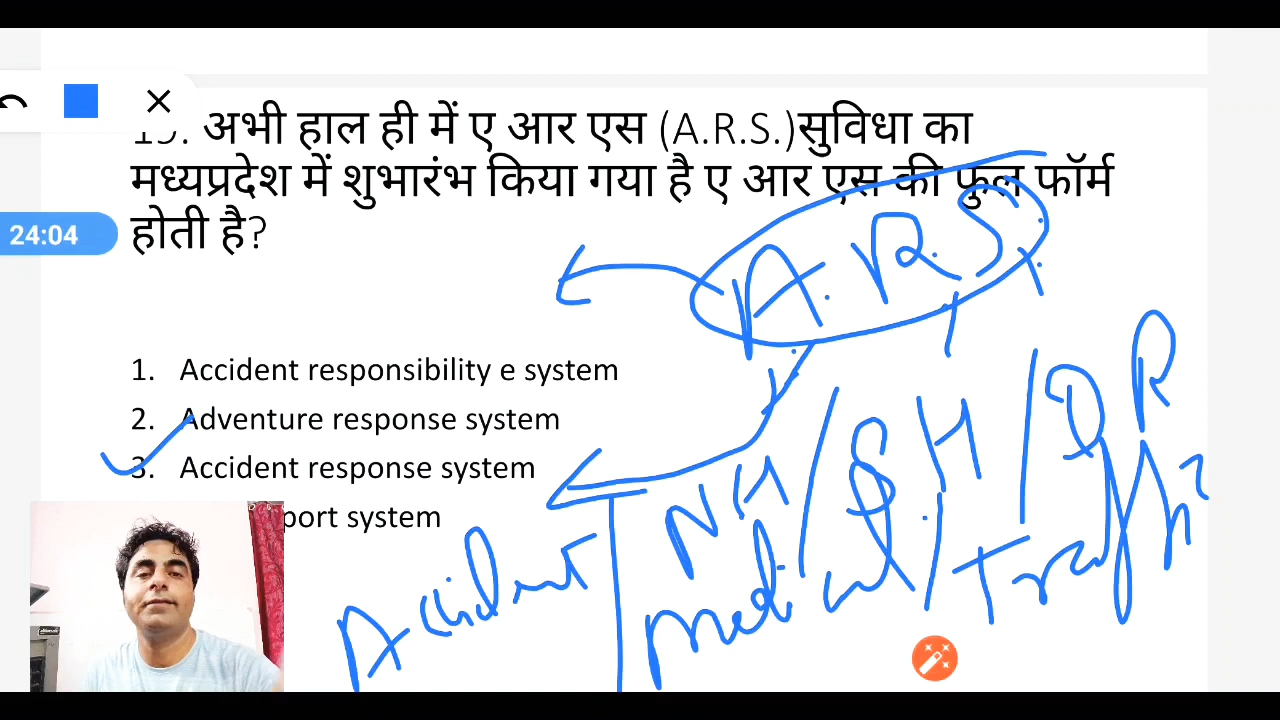 15. अभी हाल ही में ए आर एस (A.R.S.)सुविधा का
मध्यप्रदेश में शुभारंभ किया गया है ए आर एस की फुल फॉर्म
होती है?
24:04
A.R.S.
1. Accident responsibility e system
2. Adventure response system
3. Accident response system
port system
NH / S.H / DR
Accident
Medical
Traffic